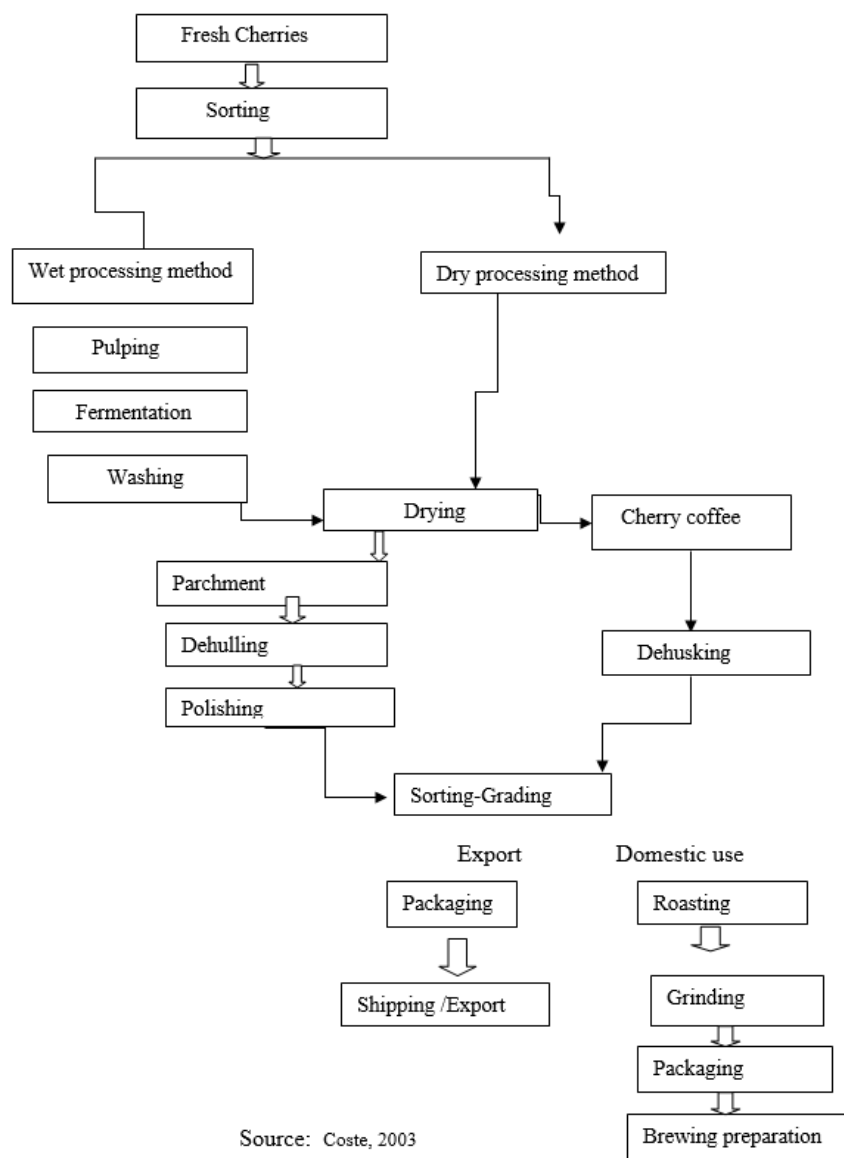 Fresh Cherries
Sorting
Wet processing method
Dry processing method
Pulping
Fermentation
Washing
Drying
Cherry coffee
Parchment
Dehulling
Dehusking
Polishing
Sorting-Grading
Export
Domestic use
Packaging
Roasting
Shipping /Export
Grinding
Packaging
Brewing preparation
Source: Coste, 2003